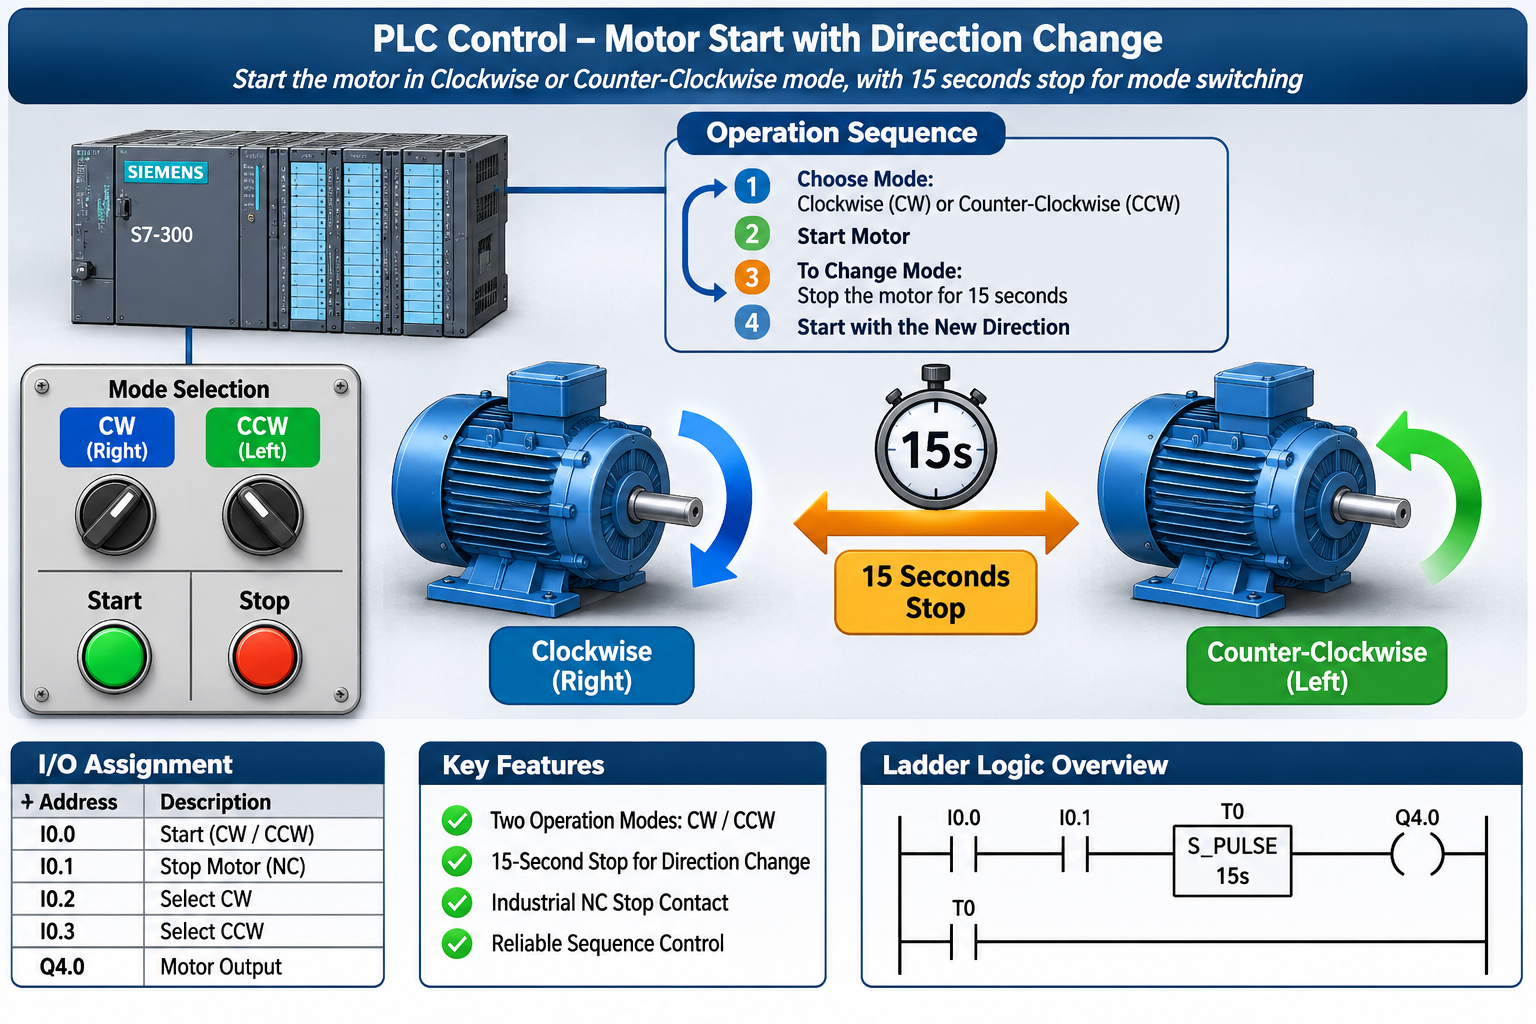 PLC Control – Motor Start with Direction Change
Start the motor in Clockwise or Counter-Clockwise mode, with 15 seconds stop for mode switching
SIEMENS
S7-300
Operation Sequence
1 Choose Mode:
Clockwise (CW) or Counter-Clockwise (CCW)
2 Start Motor
3 To Change Mode:
Stop the motor for 15 seconds
4 Start with the New Direction
Mode Selection
CW
(Right)
CCW
(Left)
Start
Stop
Clockwise
(Right)
15s
15 Seconds
Stop
Counter-Clockwise
(Left)
I/O Assignment
Address Description
I0.0 Start (CW / CCW)
I0.1 Stop Motor (NC)
I0.2 Select CW
I0.3 Select CCW
Q4.0 Motor Output
Key Features
Two Operation Modes: CW / CCW
15-Second Stop for Direction Change
Industrial NC Stop Contact
Reliable Sequence Control
Ladder Logic Overview
I0.0 I0.1 T0 Q4.0
S_PULSE
15s
T0